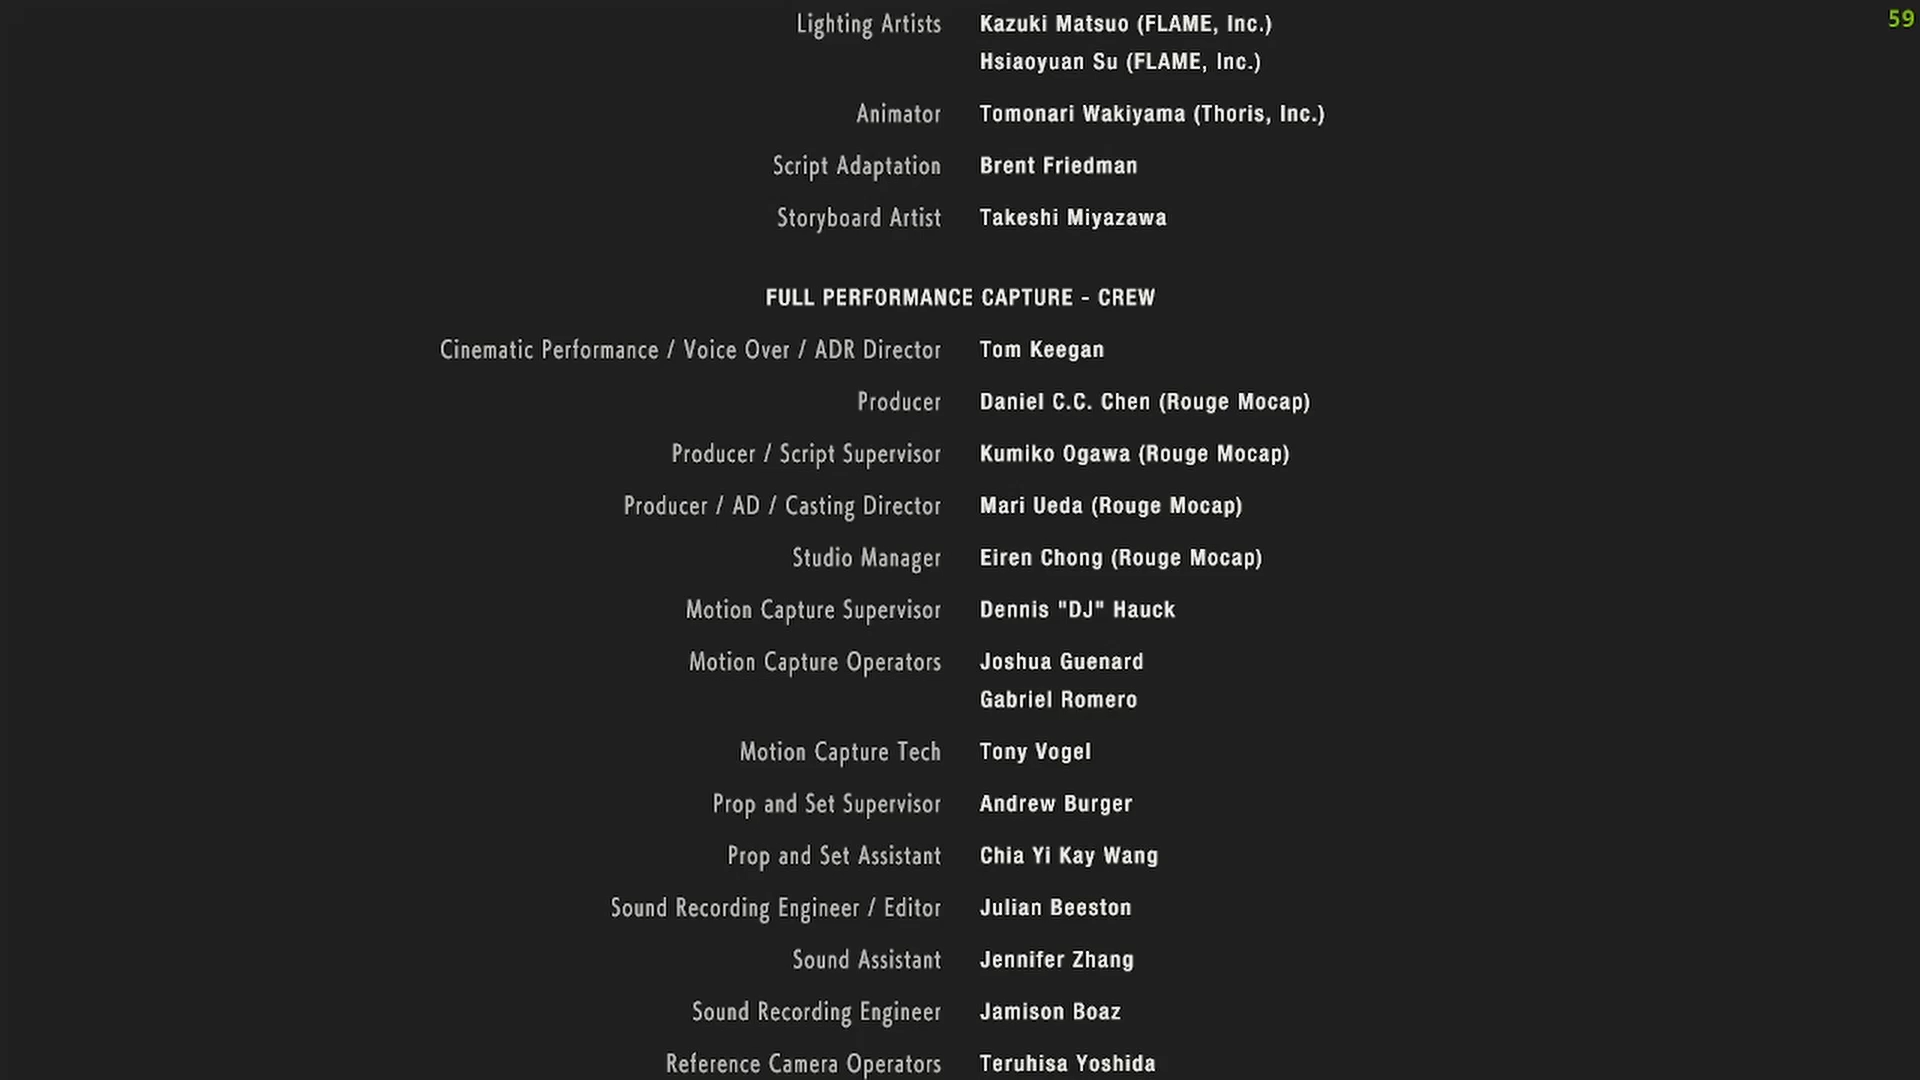 59
Lighting Artists Kazuki Matsuo (FLAME, Inc.)
Hsiaoyuan Su (FLAME, Inc.)
Animator Tomonari Wakiyama (Thoris, Inc.)
Script Adaptation Brent Friedman
Storyboard Artist Takeshi Miyazawa
FULL PERFORMANCE CAPTURE - CREW
Cinematic Performance / Voice Over / ADR Director Tom Keegan
Producer Daniel C.C. Chen (Rouge Mocap)
Producer / Script Supervisor Kumiko Ogawa (Rouge Mocap)
Producer / AD / Casting Director Mari Ueda (Rouge Mocap)
Studio Manager Eiren Chong (Rouge Mocap)
Motion Capture Supervisor Dennis "DJ" Hauck
Motion Capture Operators Joshua Guenard
Gabriel Romero
Motion Capture Tech Tony Vogel
Prop and Set Supervisor Andrew Burger
Prop and Set Assistant Chia Yi Kay Wang
Sound Recording Engineer / Editor Julian Beeston
Sound Assistant Jennifer Zhang
Sound Recording Engineer Jamison Boaz
Reference Camera Operators Teruhisa Yoshida